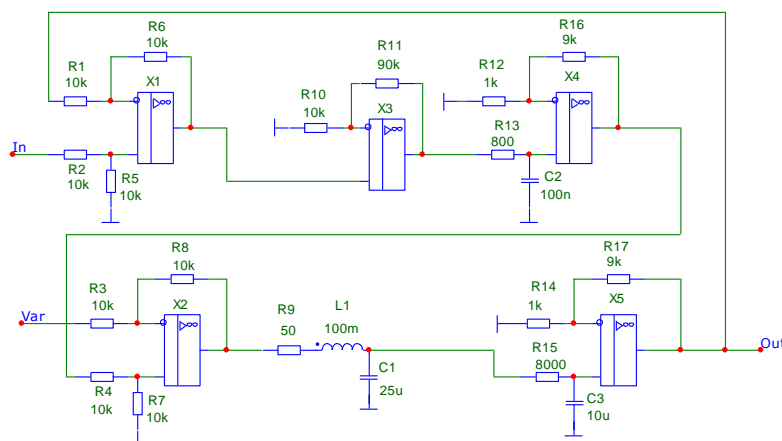 R6
10k
R1
10k
X1
In
R2
10k
R5
10k
R11
90k
R10
10k
X3
R16
9k
R12
1k
X4
R13
800
C2
100n
R8
10k
R3
10k
X2
Var
R4
10k
R7
10k
R9
50
L1
100m
C1
25u
R17
9k
R14
1k
X5
R15
8000
C3
10u
Out